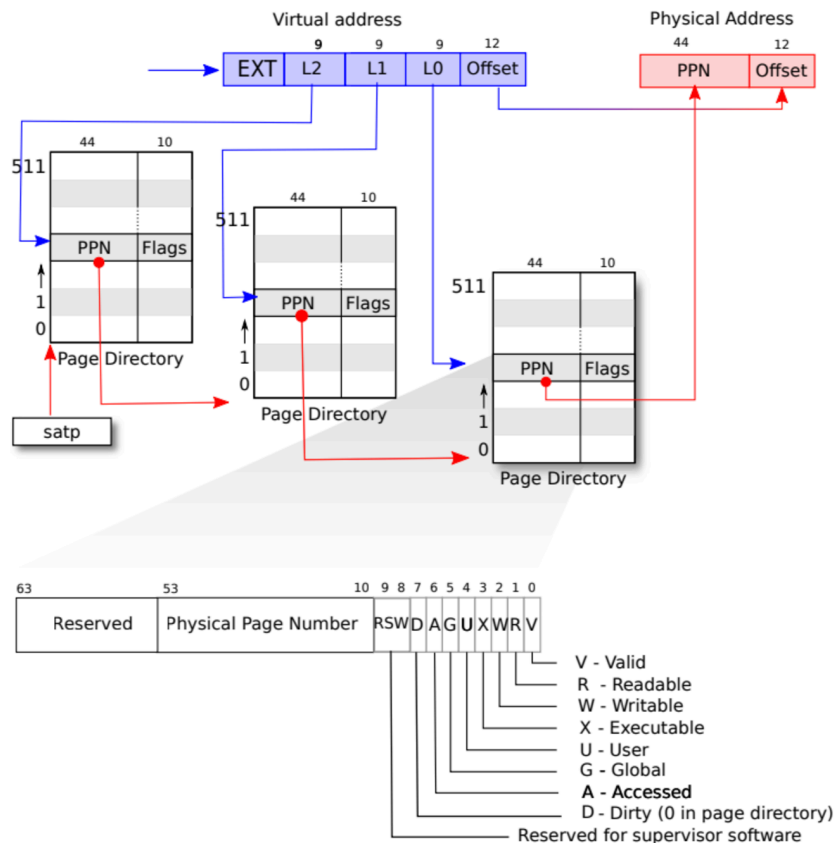 Virtual address
Physical Address
9 9 9 12
44 12
EXT L2 L1 L0 Offset
PPN Offset
44 10
511
PPN Flags
1
0
Page Directory
satp
44 10
511
PPN Flags
1
0
Page Directory
44 10
511
PPN Flags
1
0
Page Directory
63 53 10 9 8 7 6 5 4 3 2 1 0
Reserved Physical Page Number RSW D A G U X W R V
V - Valid
R - Readable
W - Writable
X - Executable
U - User
G - Global
A - Accessed
D - Dirty (0 in page directory)
Reserved for supervisor software